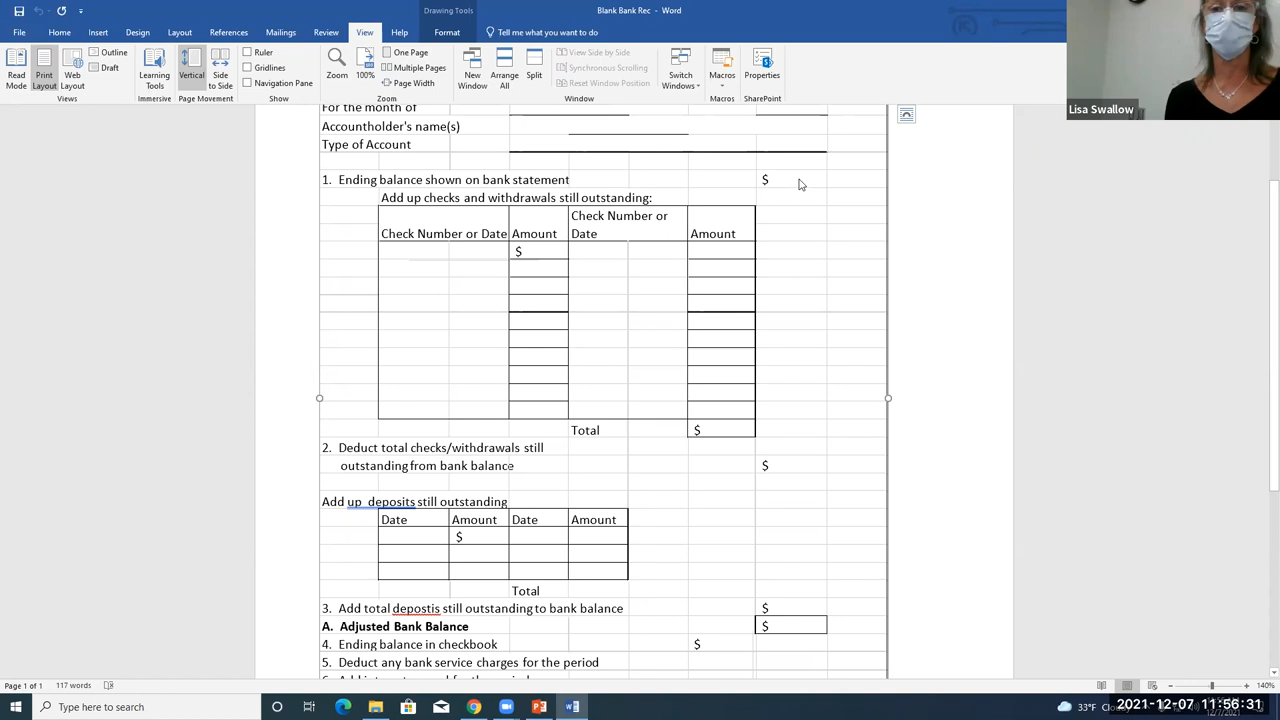 Drawing Tools
Blank Bank Rec - Word
File Home Insert Design Layout References Mailings Review View Help Format Tell me what you want to do
Read Mode
Print Layout
Web Layout
Outline
Draft
Views
Learning Tools
Immersive
Vertical
Side to Side
Page Movement
Ruler
Gridlines
Navigation Pane
Show
Zoom
100%
One Page
Multiple Pages
Page Width
Zoom
New Window
Arrange All
Split
View Side by Side
Synchronous Scrolling
Reset Window Position
Switch Windows
Window
Macros
Macros
Properties
SharePoint
Lisa Swallow
For the month of
Accountholder's name(s)
Type of Account
1. Ending balance shown on bank statement $
Add up checks and withdrawals still outstanding:
Check Number or Date Amount Check Number or Date Amount
$
Total $
2. Deduct total checks/withdrawals still
outstanding from bank balance $
Add up deposits still outstanding
Date Amount Date Amount
$
Total
3. Add total depostis still outstanding to bank balance $
A. Adjusted Bank Balance $
4. Ending balance in checkbook $
5. Deduct any bank service charges for the period
Page 1 of 1 117 words 140%
Type here to search
33°F
2021-12-07 11:56:31